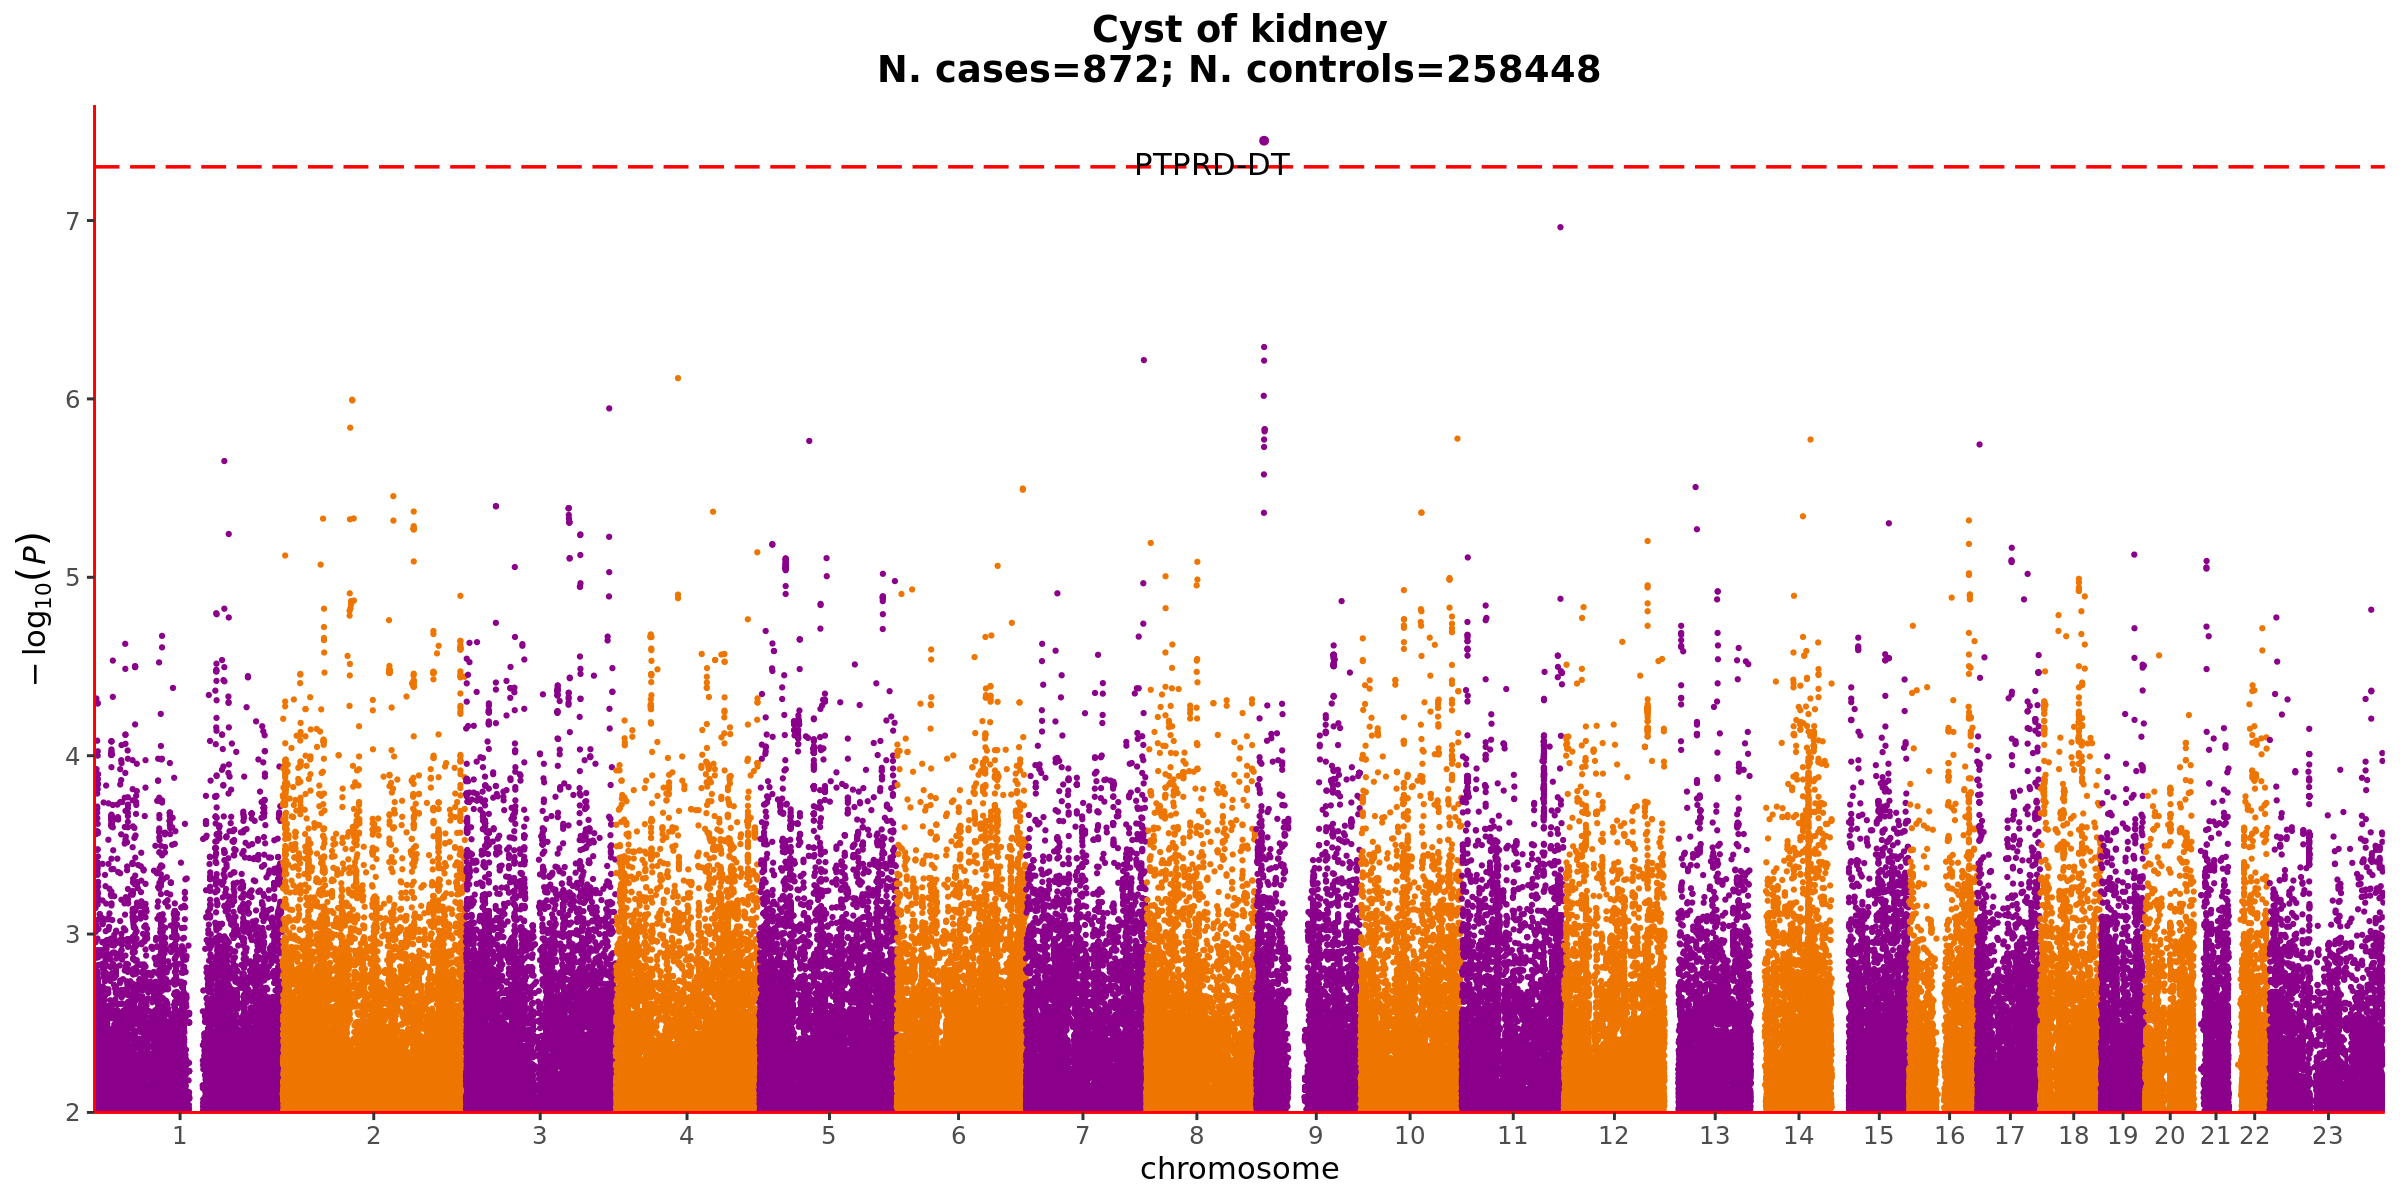 Cyst of kidney
N. cases=872; N. controls=258448
PTPRD-DT
7
6
5
4
3
2
− log10(P)
1 2 3 4 5 6 7 8 9 10 11 12 13 14 15 16 17 18 19 20 21 22 23
chromosome